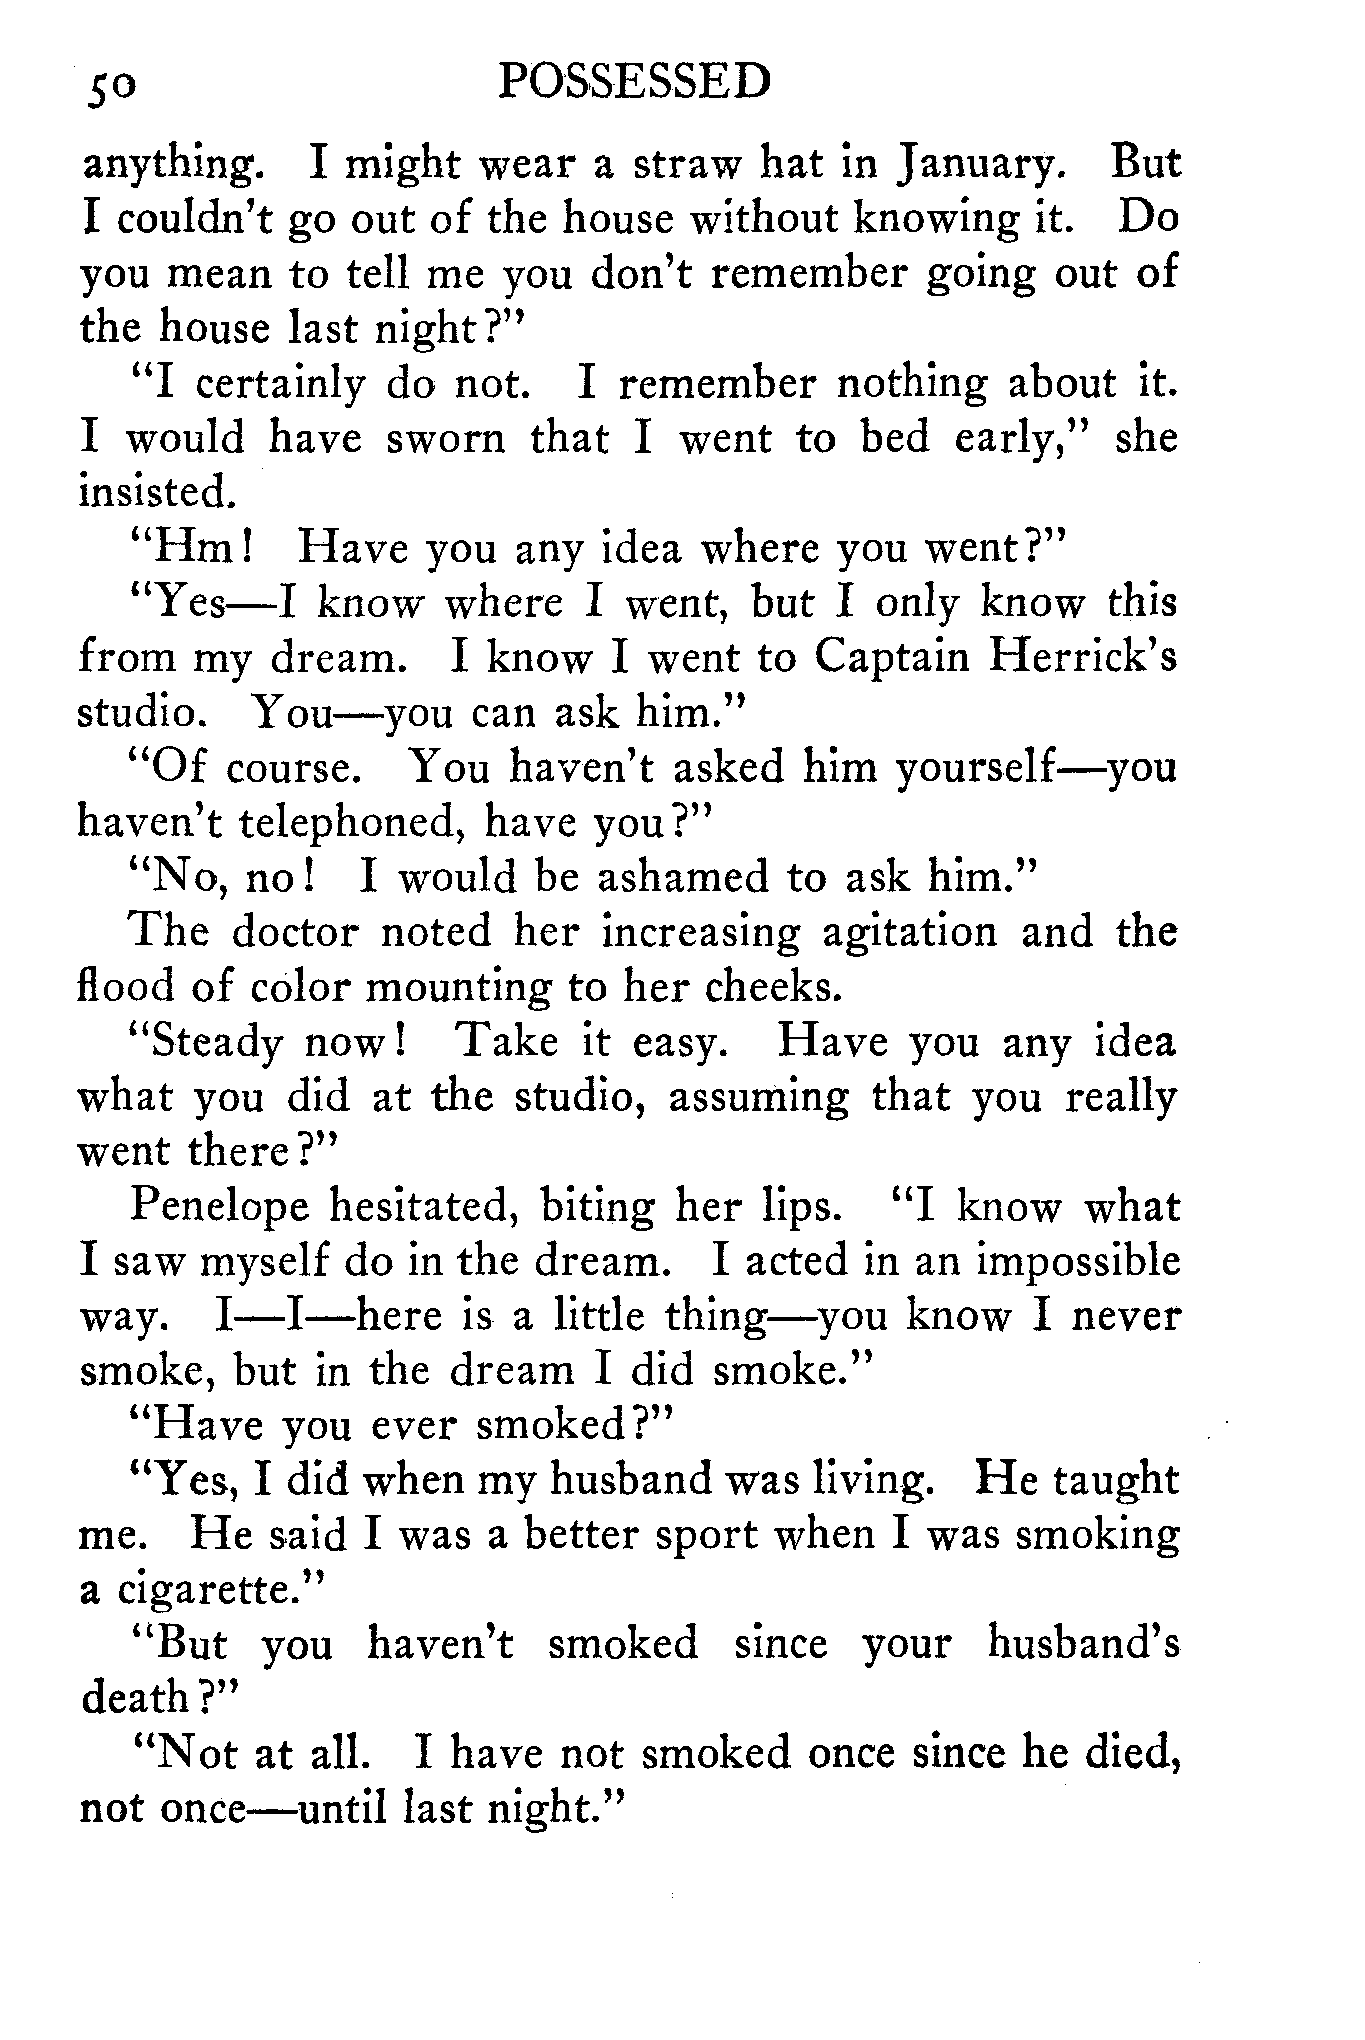 50 POSSESSED
anything. I might wear a straw hat in January. But
I couldn't go out of the house without knowing it. Do
you mean to tell me you don't remember going out of
the house last night?"
"I certainly do not. I remember nothing about it.
I would have sworn that I went to bed early," she
insisted.
"Hm! Have you any idea where you went?"
"Yes—I know where I went, but I only know this
from my dream. I know I went to Captain Herrick's
studio. You—you can ask him."
"Of course. You haven't asked him yourself—you
haven't telephoned, have you?"
"No, no! I would be ashamed to ask him."
The doctor noted her increasing agitation and the
flood of color mounting to her cheeks.
"Steady now! Take it easy. Have you any idea
what you did at the studio, assuming that you really
went there?"
Penelope hesitated, biting her lips. "I know what
I saw myself do in the dream. I acted in an impossible
way. I—I—here is a little thing—you know I never
smoke, but in the dream I did smoke."
"Have you ever smoked?"
"Yes, I did when my husband was living. He taught
me. He said I was a better sport when I was smoking
a cigarette."
"But you haven't smoked since your husband's
death?"
"Not at all. I have not smoked once since he died,
not once—until last night."